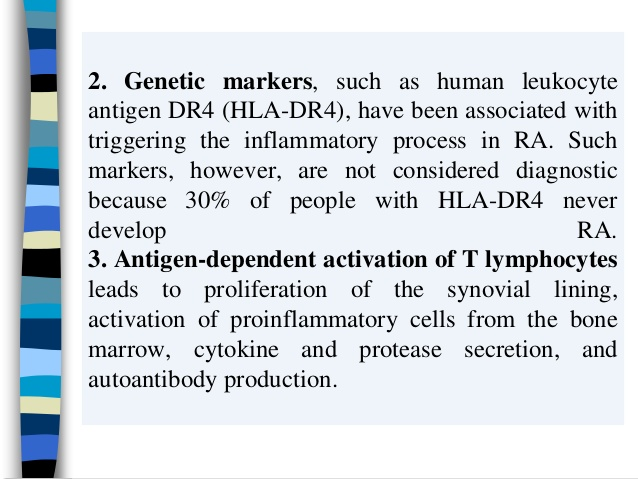 2. Genetic markers, such as human leukocyte
antigen DR4 (HLA-DR4), have been associated with
triggering the inflammatory process in RA. Such
markers, however, are not considered diagnostic
because 30% of people with HLA-DR4 never
develop RA.
3. Antigen-dependent activation of T lymphocytes
leads to proliferation of the synovial lining,
activation of proinflammatory cells from the bone
marrow, cytokine and protease secretion, and
autoantibody production.